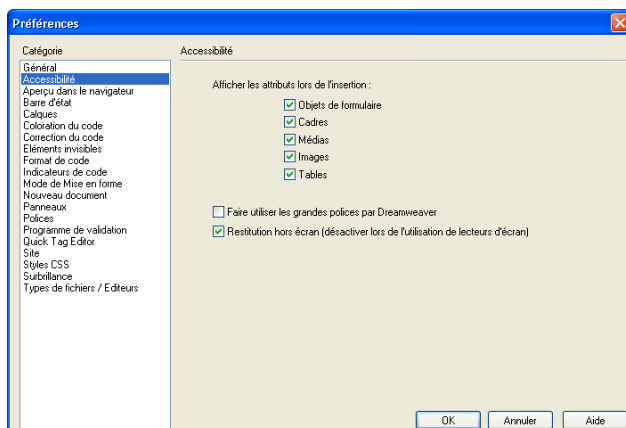 Préférences
Catégorie
Général
Accessibilité
Aperçu dans le navigateur
Barre d'état
Calques
Coloration du code
Correction du code
Eléments invisibles
Format de code
Indicateurs de code
Mode de Mise en forme
Nouveau document
Panneaux
Polices
Programme de validation
Quick Tag Editor
Site
Styles CSS
Surbrillance
Types de fichiers / Editeurs
Accessibilité
Afficher les attributs lors de l'insertion :
Objets de formulaire
Cadres
Médias
Images
Tables
Faire utiliser les grandes polices par Dreamweaver
Restitution hors écran (désactiver lors de l'utilisation de lecteurs d'écran)
OK Annuler Aide